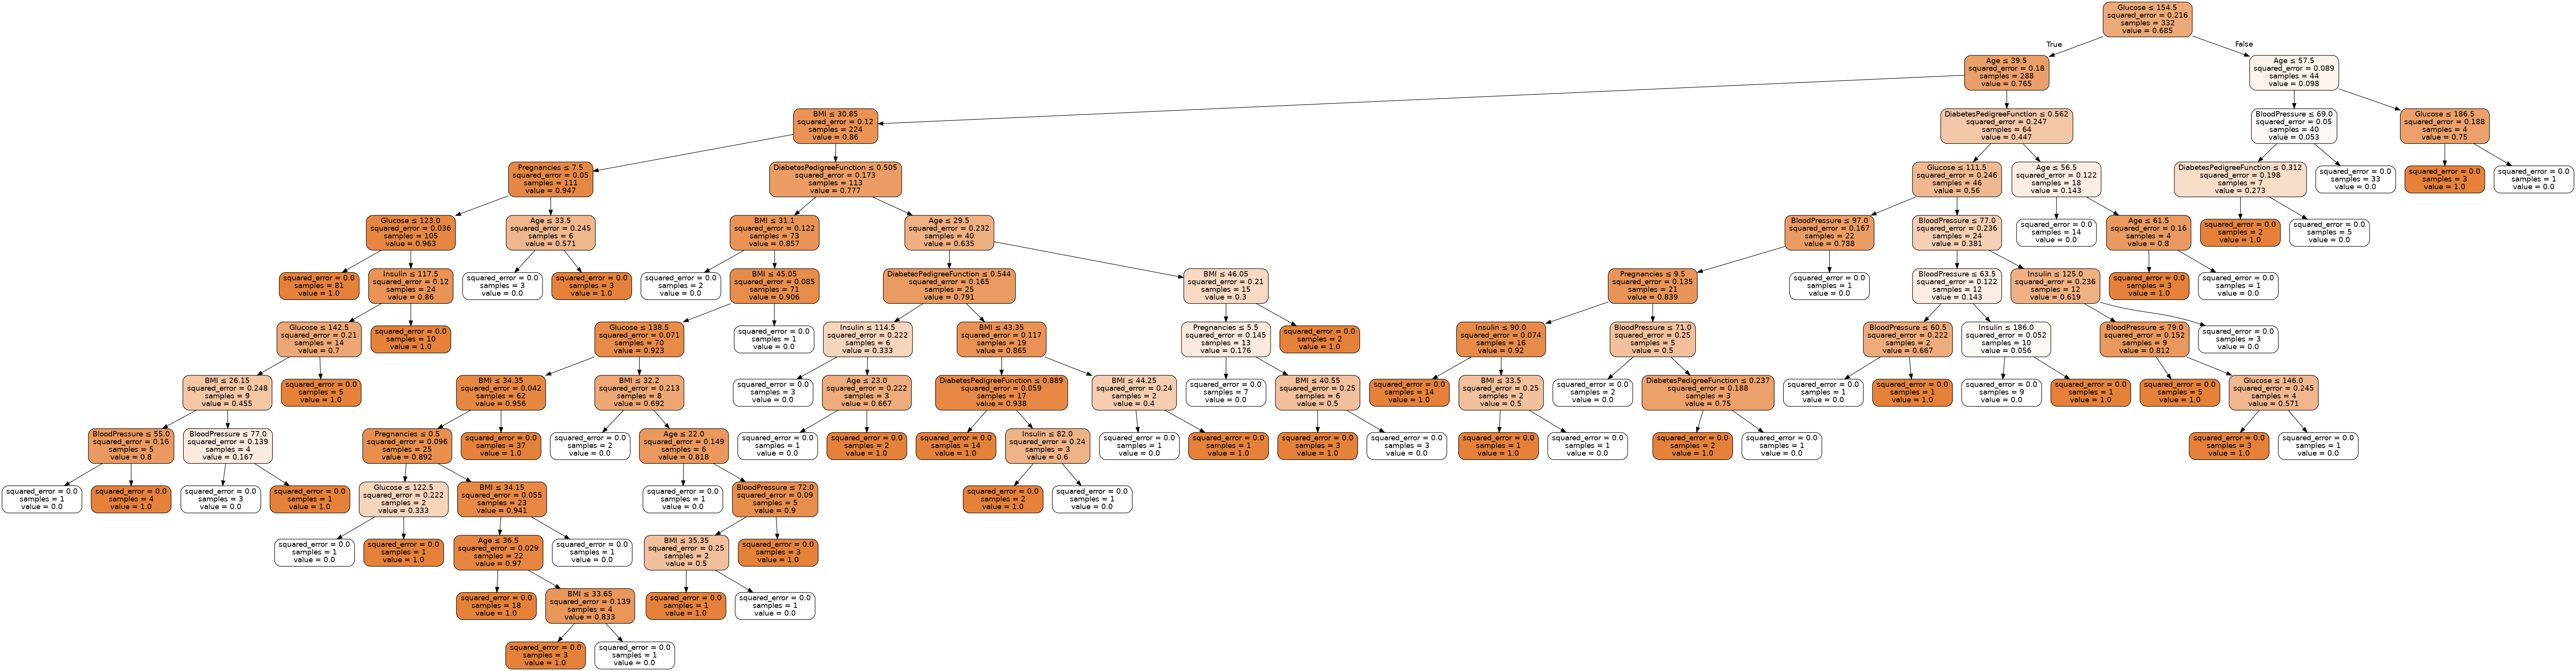 Glucose ≤ 154.5
squared_error = 0.216
samples = 332
value = 0.685
True
False
Age ≤ 39.5
squared_error = 0.18
samples = 288
value = 0.765
Age ≤ 57.5
squared_error = 0.089
samples = 44
value = 0.098
BMI ≤ 30.85
squared_error = 0.12
samples = 224
value = 0.86
DiabetesPedigreeFunction ≤ 0.562
squared_error = 0.247
samples = 64
value = 0.447
BloodPressure ≤ 69.0
squared_error = 0.05
samples = 40
value = 0.053
Glucose ≤ 186.5
squared_error = 0.188
samples = 4
value = 0.75
Pregnancies ≤ 7.5
squared_error = 0.05
samples = 111
value = 0.947
DiabetesPedigreeFunction ≤ 0.505
squared_error = 0.173
samples = 113
value = 0.777
Glucose ≤ 111.5
squared_error = 0.246
samples = 46
value = 0.56
Age ≤ 56.5
squared_error = 0.122
samples = 18
value = 0.143
DiabetesPedigreeFunction ≤ 0.312
squared_error = 0.198
samples = 7
value = 0.273
squared_error = 0.0
samples = 33
value = 0.0
squared_error = 0.0
samples = 3
value = 1.0
squared_error = 0.0
samples = 1
value = 0.0
Glucose ≤ 123.0
squared_error = 0.036
samples = 105
value = 0.963
Age ≤ 33.5
squared_error = 0.245
samples = 6
value = 0.571
BMI ≤ 31.1
squared_error = 0.122
samples = 73
value = 0.857
Age ≤ 29.5
squared_error = 0.232
samples = 40
value = 0.635
BloodPressure ≤ 97.0
squared_error = 0.167
samples = 22
value = 0.788
BloodPressure ≤ 77.0
squared_error = 0.236
samples = 24
value = 0.381
squared_error = 0.0
samples = 14
value = 0.0
Age ≤ 61.5
squared_error = 0.16
samples = 4
value = 0.8
squared_error = 0.0
samples = 2
value = 1.0
squared_error = 0.0
samples = 5
value = 0.0
squared_error = 0.0
samples = 81
value = 1.0
Insulin ≤ 117.5
squared_error = 0.12
samples = 24
value = 0.86
squared_error = 0.0
samples = 3
value = 0.0
squared_error = 0.0
samples = 3
value = 1.0
squared_error = 0.0
samples = 2
value = 0.0
BMI ≤ 45.05
squared_error = 0.085
samples = 71
value = 0.906
DiabetesPedigreeFunction ≤ 0.544
squared_error = 0.165
samples = 25
value = 0.791
BMI ≤ 46.05
squared_error = 0.21
samples = 15
value = 0.3
Pregnancies ≤ 9.5
squared_error = 0.135
samples = 21
value = 0.839
squared_error = 0.0
samples = 1
value = 0.0
BloodPressure ≤ 63.5
squared_error = 0.122
samples = 12
value = 0.143
Insulin ≤ 125.0
squared_error = 0.236
samples = 12
value = 0.619
squared_error = 0.0
samples = 3
value = 1.0
squared_error = 0.0
samples = 1
value = 0.0
Glucose ≤ 142.5
squared_error = 0.21
samples = 14
value = 0.7
squared_error = 0.0
samples = 10
value = 1.0
Glucose ≤ 138.5
squared_error = 0.071
samples = 70
value = 0.923
squared_error = 0.0
samples = 1
value = 0.0
Insulin ≤ 114.5
squared_error = 0.222
samples = 6
value = 0.333
BMI ≤ 43.35
squared_error = 0.117
samples = 19
value = 0.865
Pregnancies ≤ 5.5
squared_error = 0.145
samples = 13
value = 0.176
squared_error = 0.0
samples = 2
value = 1.0
Insulin ≤ 90.0
squared_error = 0.074
samples = 16
value = 0.92
BloodPressure ≤ 71.0
squared_error = 0.25
samples = 5
value = 0.5
BloodPressure ≤ 60.5
squared_error = 0.222
samples = 2
value = 0.667
Insulin ≤ 186.0
squared_error = 0.052
samples = 10
value = 0.056
BloodPressure ≤ 79.0
squared_error = 0.152
samples = 9
value = 0.812
squared_error = 0.0
samples = 3
value = 0.0
BMI ≤ 26.15
squared_error = 0.248
samples = 9
value = 0.455
squared_error = 0.0
samples = 5
value = 1.0
BMI ≤ 34.35
squared_error = 0.042
samples = 62
value = 0.956
BMI ≤ 32.2
squared_error = 0.213
samples = 8
value = 0.692
squared_error = 0.0
samples = 3
value = 0.0
Age ≤ 23.0
squared_error = 0.222
samples = 3
value = 0.667
DiabetesPedigreeFunction ≤ 0.889
squared_error = 0.059
samples = 17
value = 0.938
BMI ≤ 44.25
squared_error = 0.24
samples = 2
value = 0.4
squared_error = 0.0
samples = 7
value = 0.0
BMI ≤ 40.55
squared_error = 0.25
samples = 6
value = 0.5
squared_error = 0.0
samples = 14
value = 1.0
BMI ≤ 33.5
squared_error = 0.25
samples = 2
value = 0.5
squared_error = 0.0
samples = 2
value = 0.0
DiabetesPedigreeFunction ≤ 0.237
squared_error = 0.188
samples = 3
value = 0.75
squared_error = 0.0
samples = 1
value = 0.0
squared_error = 0.0
samples = 1
value = 1.0
squared_error = 0.0
samples = 9
value = 0.0
squared_error = 0.0
samples = 1
value = 1.0
squared_error = 0.0
samples = 5
value = 1.0
Glucose ≤ 146.0
squared_error = 0.245
samples = 4
value = 0.571
BloodPressure ≤ 55.0
squared_error = 0.16
samples = 5
value = 0.8
BloodPressure ≤ 77.0
squared_error = 0.139
samples = 4
value = 0.167
Pregnancies ≤ 0.5
squared_error = 0.096
samples = 25
value = 0.892
squared_error = 0.0
samples = 37
value = 1.0
squared_error = 0.0
samples = 2
value = 0.0
Age ≤ 22.0
squared_error = 0.149
samples = 6
value = 0.818
squared_error = 0.0
samples = 1
value = 0.0
squared_error = 0.0
samples = 2
value = 1.0
squared_error = 0.0
samples = 14
value = 1.0
Insulin ≤ 82.0
squared_error = 0.24
samples = 3
value = 0.6
squared_error = 0.0
samples = 1
value = 0.0
squared_error = 0.0
samples = 1
value = 1.0
squared_error = 0.0
samples = 3
value = 1.0
squared_error = 0.0
samples = 3
value = 0.0
squared_error = 0.0
samples = 1
value = 1.0
squared_error = 0.0
samples = 1
value = 0.0
squared_error = 0.0
samples = 2
value = 1.0
squared_error = 0.0
samples = 1
value = 0.0
squared_error = 0.0
samples = 3
value = 1.0
squared_error = 0.0
samples = 1
value = 0.0
squared_error = 0.0
samples = 1
value = 0.0
squared_error = 0.0
samples = 4
value = 1.0
squared_error = 0.0
samples = 3
value = 0.0
squared_error = 0.0
samples = 1
value = 1.0
Glucose ≤ 122.5
squared_error = 0.222
samples = 2
value = 0.333
BMI ≤ 34.15
squared_error = 0.055
samples = 23
value = 0.941
squared_error = 0.0
samples = 1
value = 0.0
BloodPressure ≤ 72.0
squared_error = 0.09
samples = 5
value = 0.9
squared_error = 0.0
samples = 2
value = 1.0
squared_error = 0.0
samples = 1
value = 0.0
squared_error = 0.0
samples = 1
value = 0.0
squared_error = 0.0
samples = 1
value = 1.0
Age ≤ 36.5
squared_error = 0.029
samples = 22
value = 0.97
squared_error = 0.0
samples = 1
value = 0.0
BMI ≤ 35.35
squared_error = 0.25
samples = 2
value = 0.5
squared_error = 0.0
samples = 3
value = 1.0
squared_error = 0.0
samples = 18
value = 1.0
BMI ≤ 33.65
squared_error = 0.139
samples = 4
value = 0.833
squared_error = 0.0
samples = 1
value = 1.0
squared_error = 0.0
samples = 1
value = 0.0
squared_error = 0.0
samples = 3
value = 1.0
squared_error = 0.0
samples = 1
value = 0.0